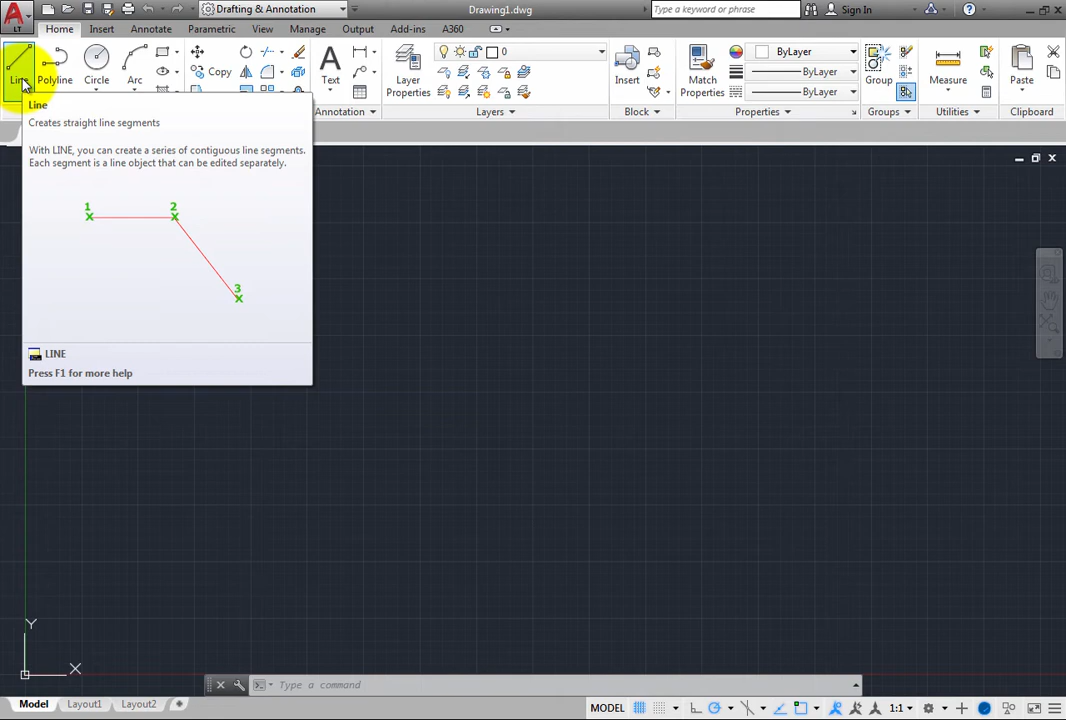 LT
Drafting & Annotation
Drawing1.dwg
Type a keyword or phrase
Sign In
Home Insert Annotate Parametric View Manage Output Add-ins A360
Line Polyline Circle Arc
Copy
Text
Layer
Properties
0
Insert
Match
Properties
ByLayer
ByLayer
ByLayer
Group
Measure
Paste
Annotation Layers Block Properties Groups Utilities Clipboard
Line
Creates straight line segments
With LINE, you can create a series of contiguous line segments.
Each segment is a line object that can be edited separately.
1 2
3
LINE
Press F1 for more help
Y
X
Type a command
Model Layout1 Layout2
MODEL
1:1